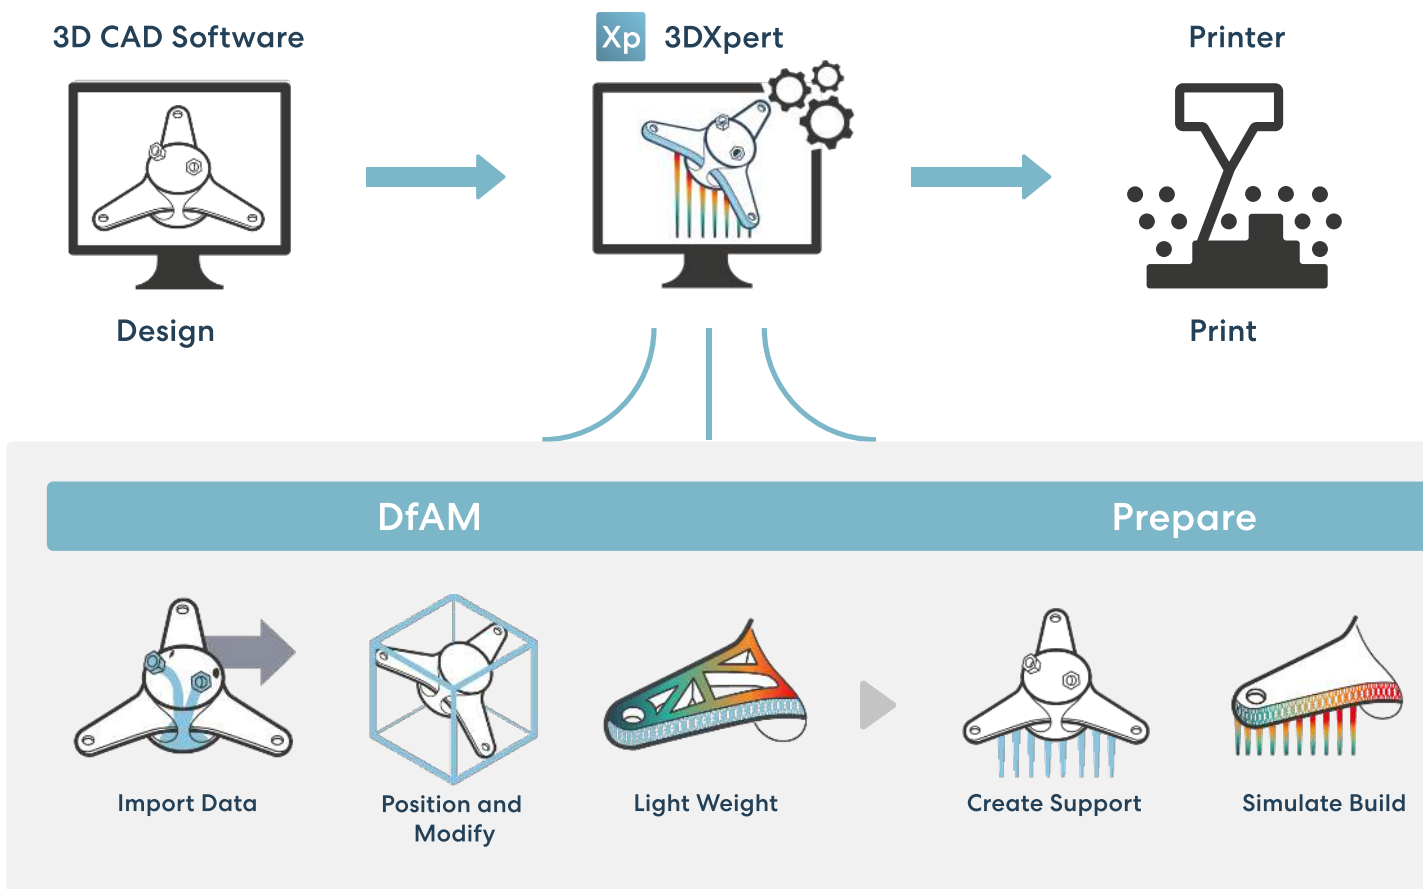 3D CAD Software
Xp 3DXpert
Printer
Design
Print
DfAM
Prepare
Import Data
Position and
Modify
Light Weight
Create Support
Simulate Build